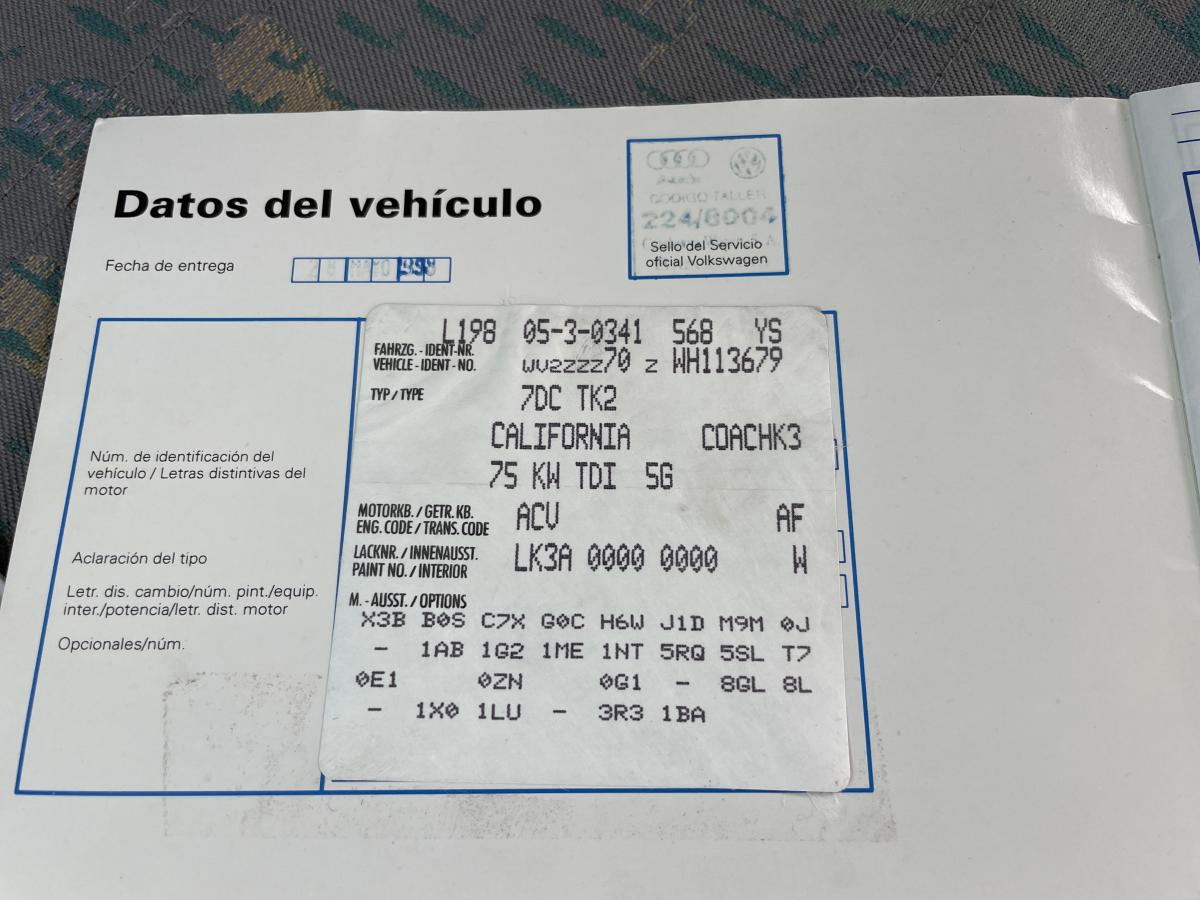 Datos del vehículo
Fecha de entrega
MAYO 1998
CODIGO TALLER
224/8004
Sello del Servicio
oficial Volkswagen
L198 05-3-0341 568 YS
FAHRZG.-IDENT-NR.
VEHICLE-IDENT-NO. WV2ZZZ70 Z WH113679
TYP/TYPE 7DC TK2
CALIFORNIA COACHK3
75 KW TDI 5G
MOTORKB./GETR.KB.
ENG.CODE/TRANS.CODE ACV AF
LACKNR./INNENAUSST.
PAINT NO./INTERIOR LK3A 0000 0000 W
M.-AUSST./OPTIONS
X3B B0S C7X G0C H6W J1D M9M 0J
- 1AB 1G2 1ME 1NT 5RQ 5SL T7
0E1 0ZN 0G1 - 8GL 8L
- 1X0 1LU - 3R3 1BA
Núm. de identificación del
vehículo / Letras distintivas del
motor
Aclaración del tipo
Letr. dis. cambio/núm. pint./equip.
inter./potencia/letr. dist. motor
Opcionales/núm.